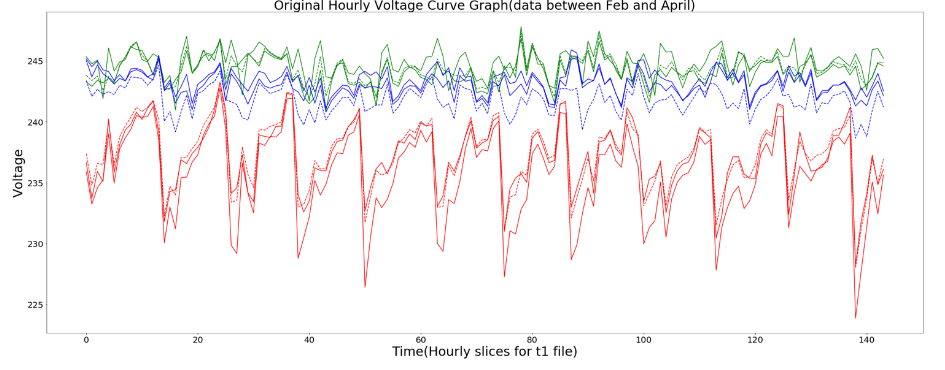 Original Hourly Voltage Curve Graph(data between Feb and April)
245
240
235
230
225
Voltage
0 20 40 60 80 100 120 140
Time(Hourly slices for t1 file)